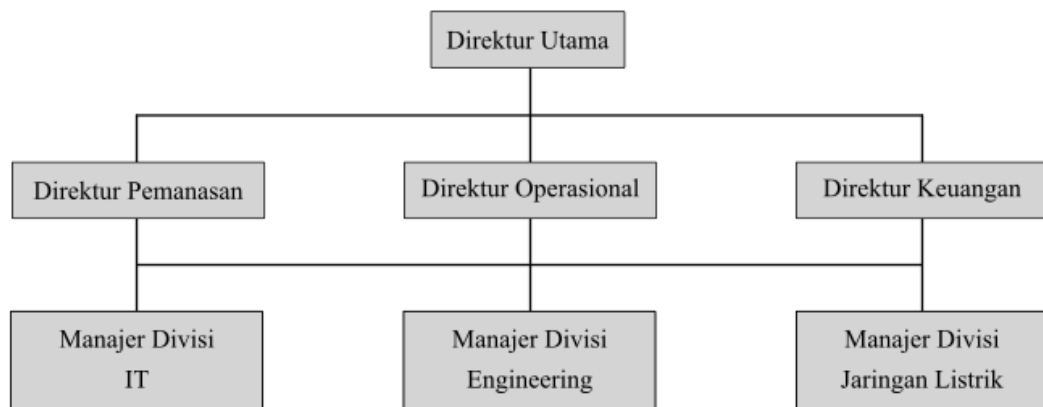 Direktur Utama
Direktur Pemanasan
Direktur Operasional
Direktur Keuangan
Manajer Divisi
IT
Manajer Divisi
Engineering
Manajer Divisi
Jaringan Listrik